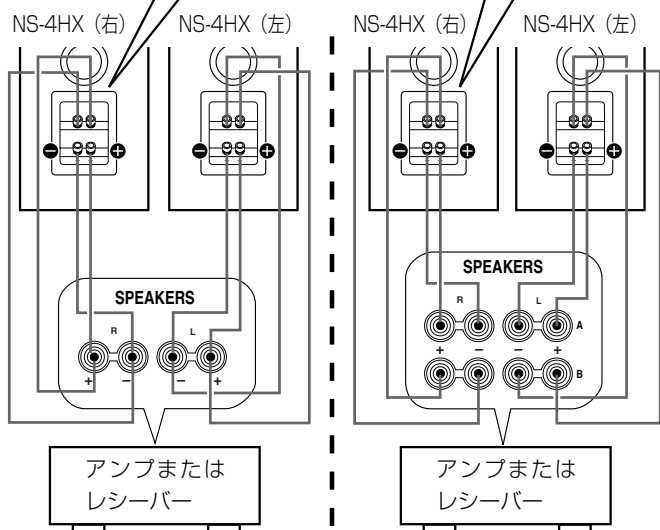 NS-4HX（右）
NS-4HX（左）
− +
− +
SPEAKERS
R
L
+ − − +
アンプまたは
レシーバー
NS-4HX（右）
NS-4HX（左）
− +
− +
SPEAKERS
R
L
A
+ − − +
B
アンプまたは
レシーバー